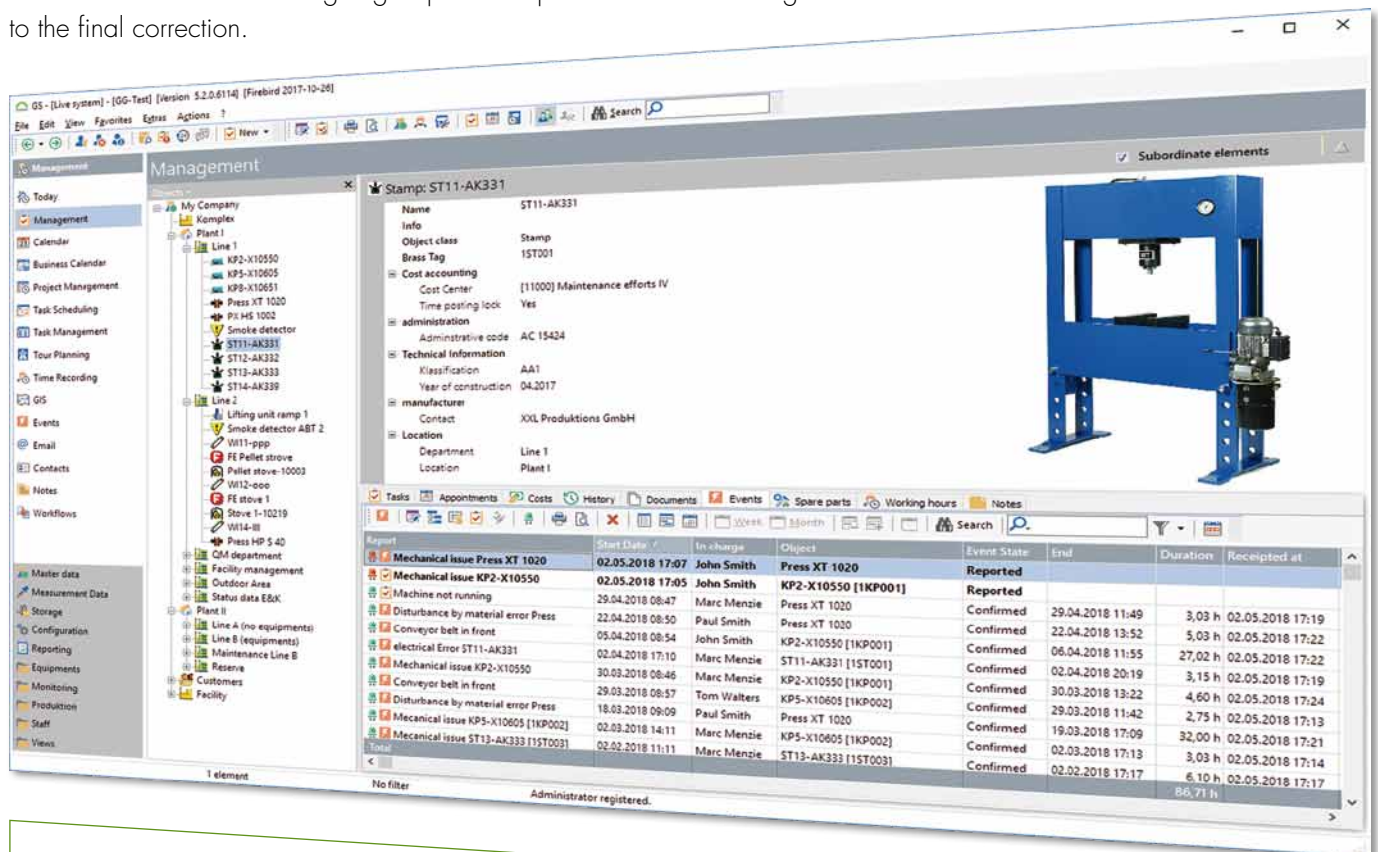 to the final correction.
GS - [Live system] - [GG-Test] [Version 5.2.0.6114] [Firebird 2017-10-26]
File Edit View Favorites Extras Actions ?
New
Search
Management
Today
Management
Calendar
Business Calendar
Project Management
Task Scheduling
Task Management
Tour Planning
Time Recording
GIS
Events
Email
Contacts
Notes
Workflows
Master data
Measurement Data
Storage
Configuration
Reporting
Equipments
Monitoring
Produktion
Staff
Views
Management
My Company
Komplex
Plant I
Line 1
KP2-X10550
KP5-X10605
KP8-X10651
Press XT 1020
PX HS 1002
Smoke detector
ST11-AK331
ST12-AK332
ST13-AK333
ST14-AK339
Line 2
Lifting unit ramp 1
Smoke detector ABT 2
WI11-ppp
FE Pellet strove
Pellet stove-10003
WI12-ooo
FE stove 1
Stove 1-10219
WI14-lll
Press HP S 40
QM department
Facility management
Outdoor Area
Status data E&K
Plant II
Line A (no equipments)
Line B (equipments)
Maintenance Line B
Reserve
Customers
Facility
Subordinate elements
Stamp: ST11-AK331
Name ST11-AK331
Info
Object class Stamp
Brass Tag 1ST001
Cost accounting
Cost Center [11000] Maintenance efforts IV
Time posting lock Yes
administration
Adminstrative code AC 15424
Technical Information
Klassification AA1
Year of construction 04.2017
manufacturer
Contact XXL Produktions GmbH
Location
Department Line 1
Location Plant I
Tasks Appointments Costs History Documents Events Spare parts Working hours Notes
Week Month Search
Report Start Date In charge Object Event State End Duration Receipted at
Mechanical issue Press XT 1020 02.05.2018 17:07 John Smith Press XT 1020 Reported
Mechanical issue KP2-X10550 02.05.2018 17:05 John Smith KP2-X10550 [1KP001] Reported
Machine not running 29.04.2018 08:47 Marc Menzie Press XT 1020 Confirmed 29.04.2018 11:49 3,03 h 02.05.2018 17:19
Disturbance by material error Press 22.04.2018 08:50 Paul Smith Press XT 1020 Confirmed 22.04.2018 13:52 5,03 h 02.05.2018 17:22
Conveyor belt in front 05.04.2018 08:54 John Smith KP2-X10550 [1KP001] Confirmed 06.04.2018 11:55 27,02 h 02.05.2018 17:22
electrical Error ST11-AK331 02.04.2018 17:10 Marc Menzie ST11-AK331 [1ST001] Confirmed 02.04.2018 20:19 3,15 h 02.05.2018 17:19
Mechanical issue KP2-X10550 30.03.2018 08:46 Marc Menzie KP2-X10550 [1KP001] Confirmed 30.03.2018 13:22 4,60 h 02.05.2018 17:24
Conveyor belt in front 29.03.2018 08:57 Tom Walters KP5-X10605 [1KP002] Confirmed 29.03.2018 11:42 2,75 h 02.05.2018 17:13
Disturbance by material error Press 18.03.2018 09:09 Paul Smith Press XT 1020 Confirmed 19.03.2018 17:09 32,00 h 02.05.2018 17:21
Mecanical issue KP5-X10605 [1KP002] 02.03.2018 14:11 Marc Menzie KP5-X10605 [1KP002] Confirmed 02.03.2018 17:13 3,03 h 02.05.2018 17:14
Mecanical issue ST13-AK333 [1ST003] 02.02.2018 11:11 Marc Menzie ST13-AK333 [1ST003] Confirmed 02.02.2018 17:17 6,10 h 02.05.2018 17:17
Total 86,71 h
1 element No filter Administrator registered.